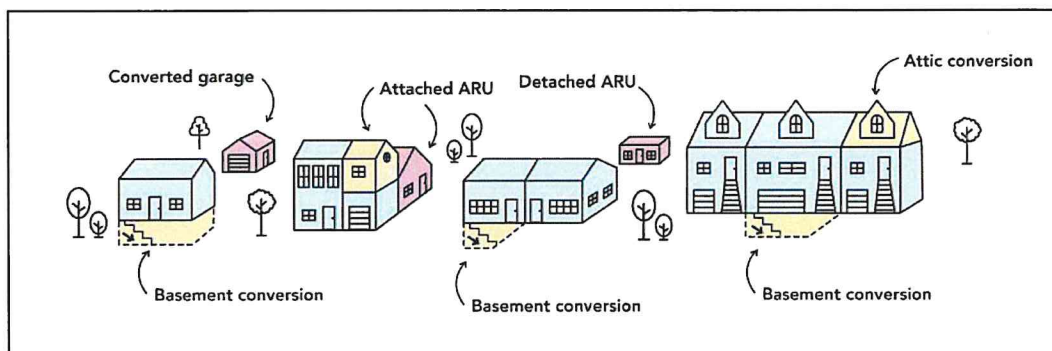 Converted garage
Attached ARU
Detached ARU
Attic conversion
Basement conversion
Basement conversion
Basement conversion